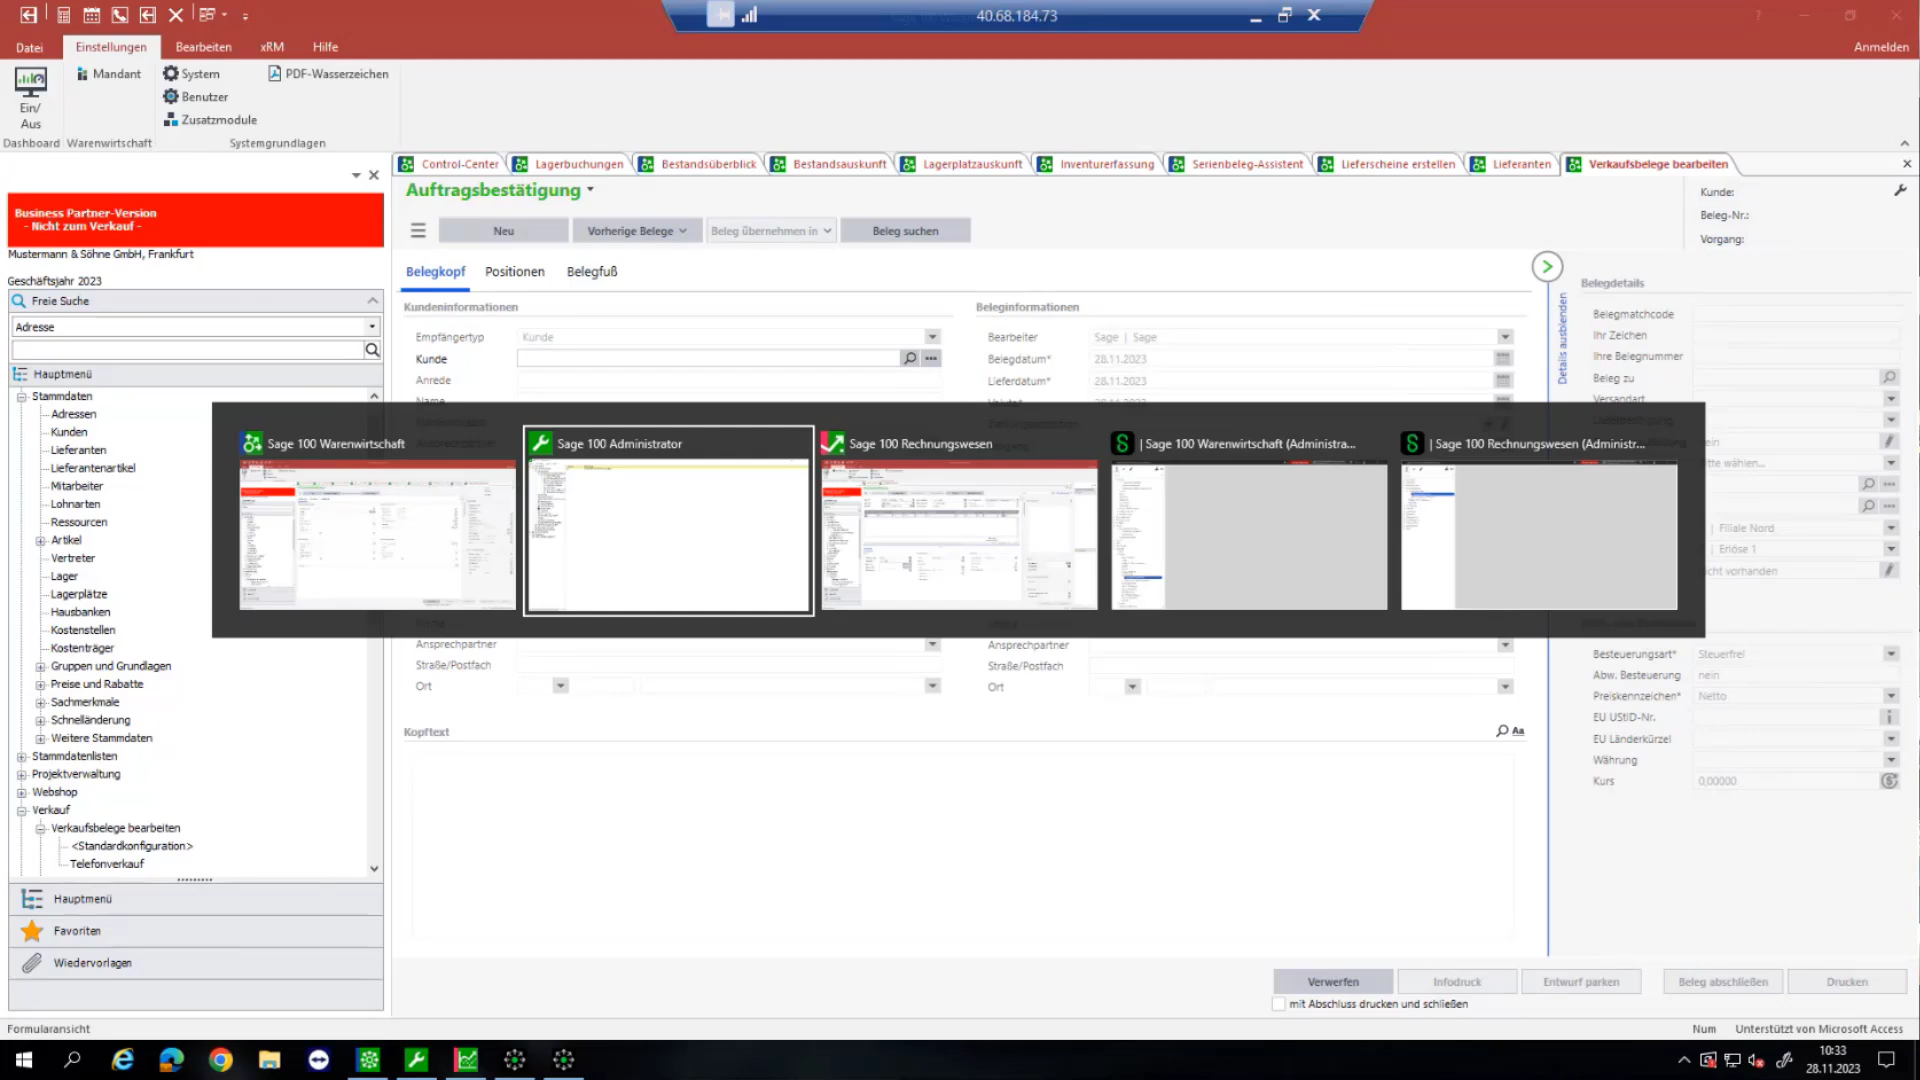 40.68.184.73
Datei
Einstellungen
Bearbeiten
xRM
Hilfe
Anmelden
Ein/
Aus
Mandant
System
Benutzer
Zusatzmodule
PDF-Wasserzeichen
Dashboard
Warenwirtschaft
Systemgrundlagen
Control-Center
Lagerbuchungen
Bestandsüberblick
Bestandsauskunft
Lagerplatzauskunft
Inventurerfassung
Serienbeleg-Assistent
Lieferscheine erstellen
Lieferanten
Verkaufsbelege bearbeiten
Business Partner-Version
- Nicht zum Verkauf -
Mustermann & Söhne GmbH, Frankfurt
Geschäftsjahr 2023
Freie Suche
Adresse
Hauptmenü
Stammdaten
Adressen
Kunden
Lieferanten
Lieferantenartikel
Mitarbeiter
Lohnarten
Ressourcen
Artikel
Vertreter
Lager
Lagerplätze
Hausbanken
Kostenstellen
Kostenträger
Gruppen und Grundlagen
Preise und Rabatte
Sachmerkmale
Schnelländerung
Weitere Stammdaten
Stammdatenlisten
Projektverwaltung
Webshop
Verkauf
Verkaufsbelege bearbeiten
<Standardkonfiguration>
Telefonverkauf
Hauptmenü
Favoriten
Wiedervorlagen
Auftragsbestätigung
Neu
Vorherige Belege
Beleg übernehmen in
Beleg suchen
Kunde:
Beleg-Nr.:
Vorgang:
Belegkopf
Positionen
Belegfuß
Kundeninformationen
Empfängertyp Kunde
Kunde
Anrede
Name
Beleginformationen
Bearbeiter Sage | Sage
Belegdatum* 28.11.2023
Lieferdatum* 28.11.2023
Details ausblenden
Belegdetails
Belegmatchcode
Ihr Zeichen
Ihre Belegnummer
Beleg zu
Versandart
Sage 100 Warenwirtschaft
Sage 100 Administrator
Sage 100 Rechnungswesen
| Sage 100 Warenwirtschaft (Administra...
| Sage 100 Rechnungswesen (Administr...
| Filiale Nord
| Erlöse 1
Ansprechpartner
Straße/Postfach
Ort
Ansprechpartner
Straße/Postfach
Ort
Besteuerungsart* Steuerfrei
Abw. Besteuerung nein
Preiskennzeichen* Netto
EU UStID-Nr.
EU Länderkürzel
Währung
Kurs 0,00000
Kopftext
Aa
Verwerfen
Infodruck
Entwurf parken
Beleg abschließen
Drucken
mit Abschluss drucken und schließen
Formularansicht
Num
Unterstützt von Microsoft Access
10:33
28.11.2023